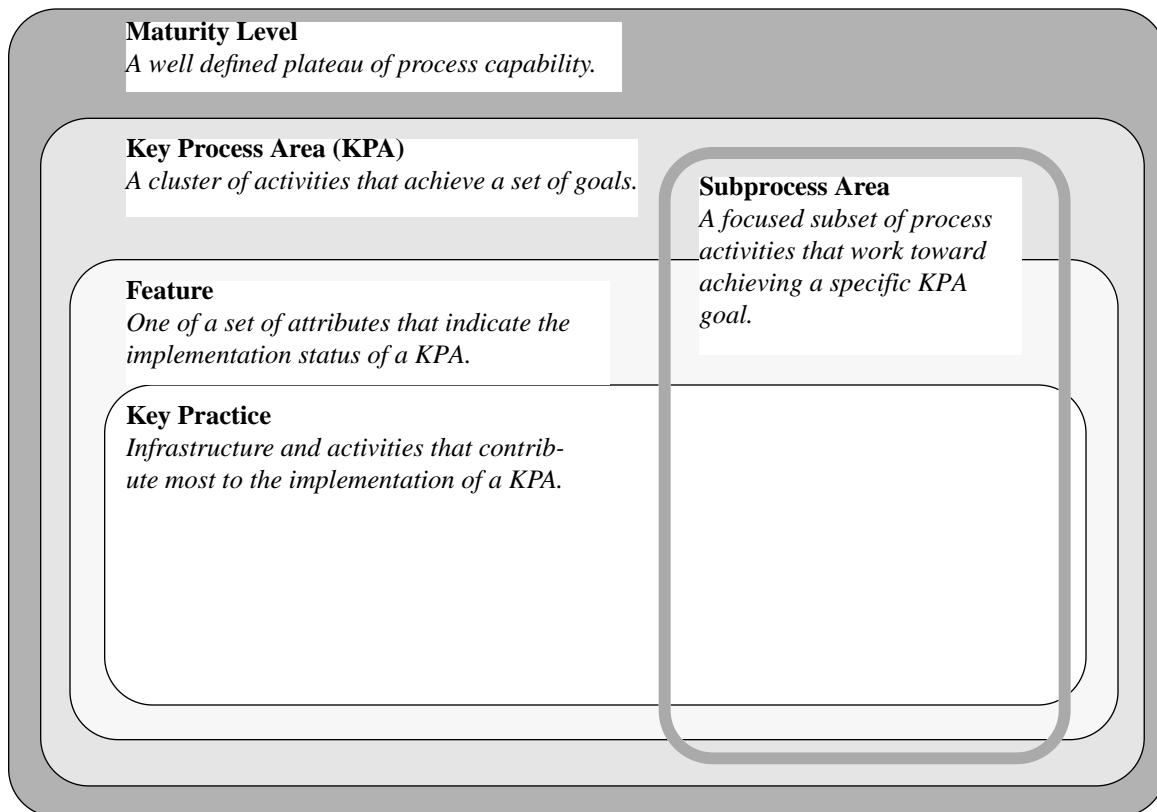 Maturity Level
A well defined plateau of process capability.
Key Process Area (KPA)
A cluster of activities that achieve a set of goals.
Subprocess Area
A focused subset of process
activities that work toward
achieving a specific KPA
goal.
Feature
One of a set of attributes that indicate the
implementation status of a KPA.
Key Practice
Infrastructure and activities that contrib-
ute most to the implementation of a KPA.